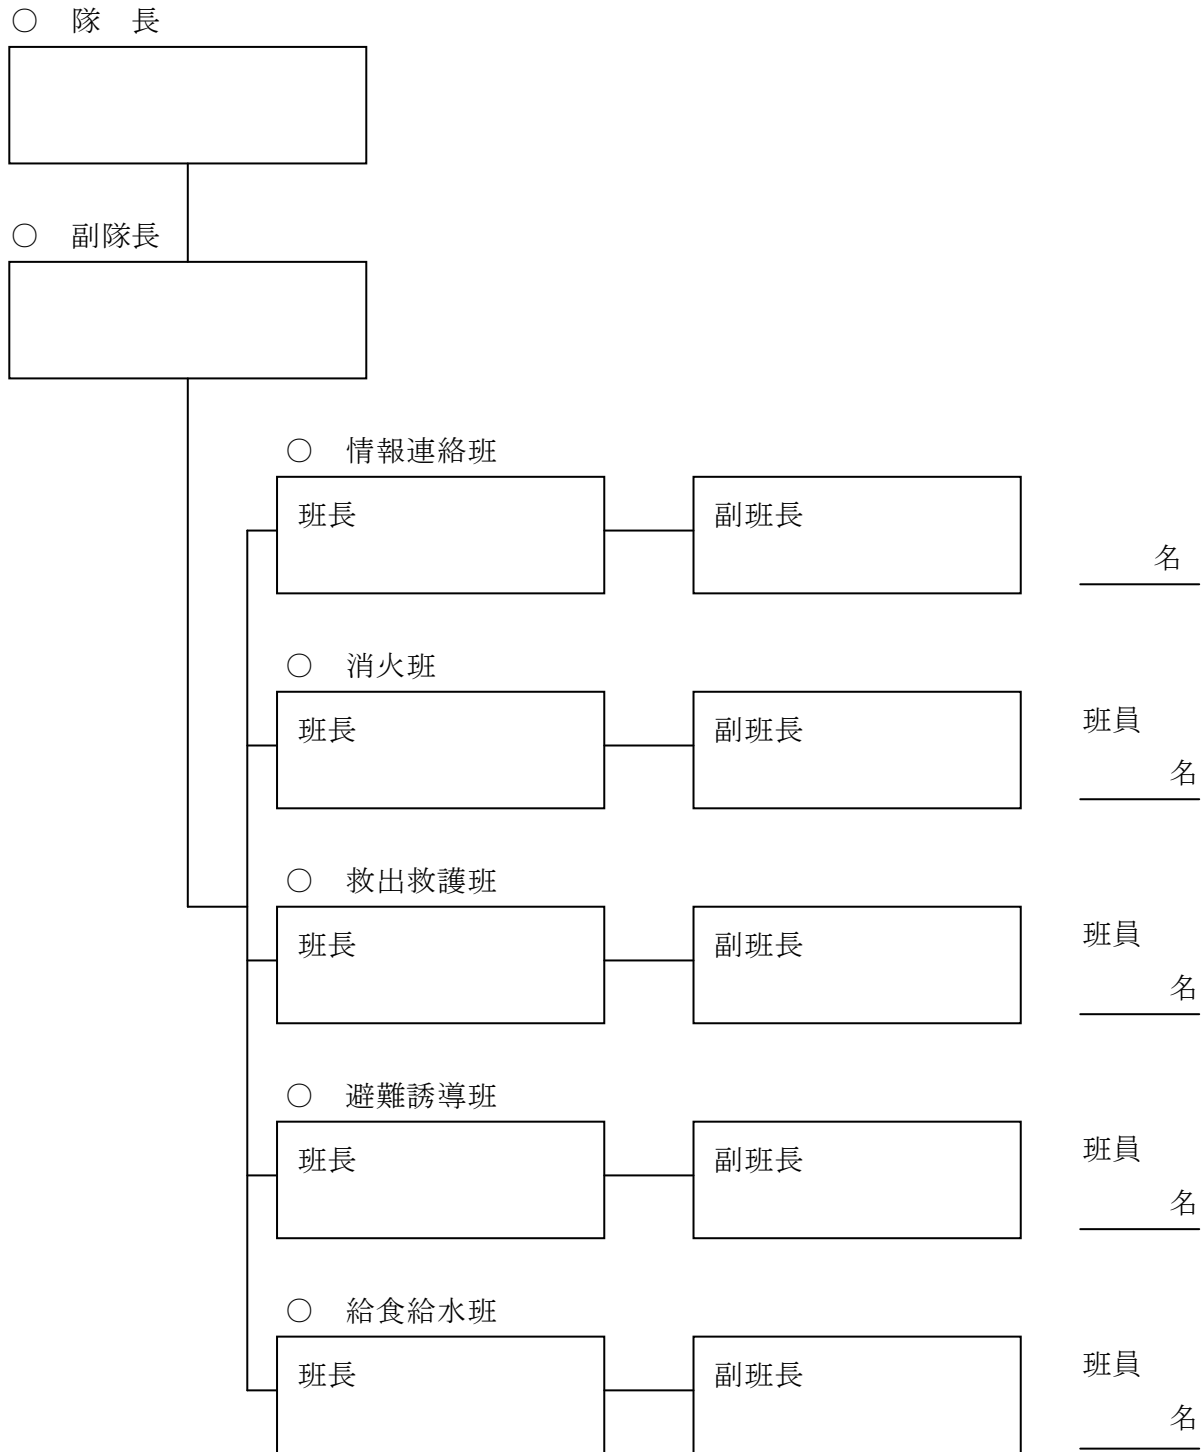 ○　隊　長
○　副隊長
○　情報連絡班
班長
副班長
名
○　消火班
班長
副班長
班員
名
○　救出救護班
班長
副班長
班員
名
○　避難誘導班
班長
副班長
班員
名
○　給食給水班
班長
副班長
班員
名